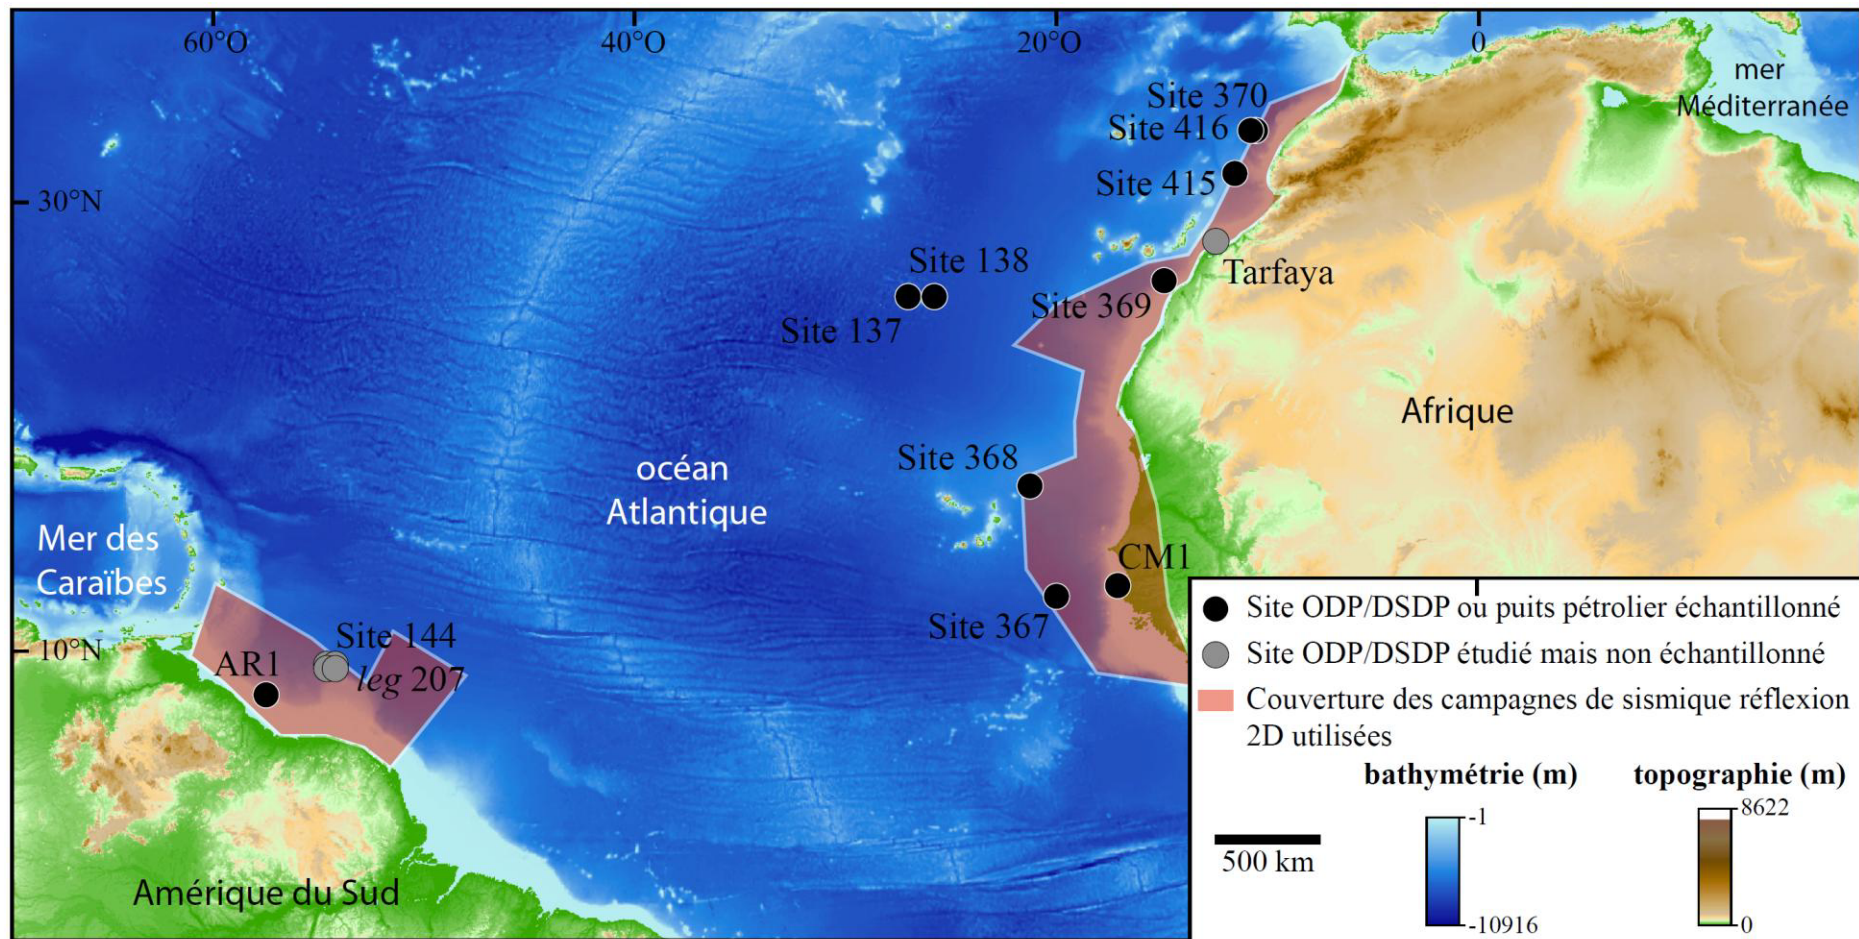 60°O
40°O
20°O
0
mer
Méditerranée
Site 370
Site 416
Site 415
30°N
Tarfaya
Site 138
Site 369
Site 137
Afrique
Site 368
océan
Atlantique
Mer des
Caraïbes
CM1
Site 367
Site 144
leg 207
10°N
AR1
Amérique du Sud
Site ODP/DSDP ou puits pétrolier échantillonné
Site ODP/DSDP étudié mais non échantillonné
Couverture des campagnes de sismique réflexion
2D utilisées
500 km
bathymétrie (m)
-1
-10916
topographie (m)
8622
0